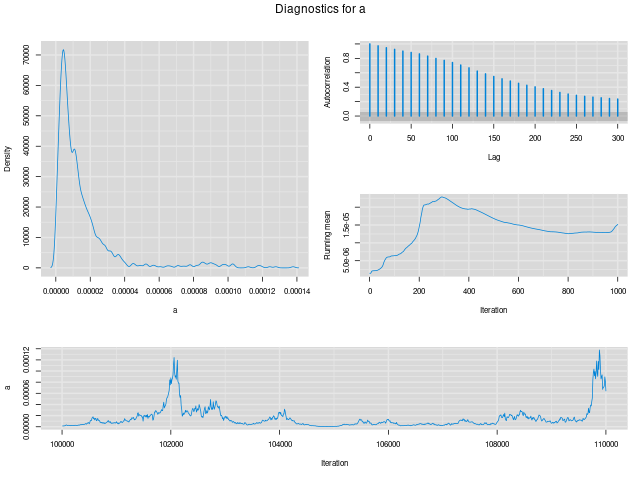 Diagnostics for a
Density
0 10000 20000 30000 40000 50000 60000 70000
0.00000 0.00002 0.00004 0.00006 0.00008 0.00010 0.00012 0.00014
a
Autocorrelation
0.0 0.4 0.8
0 50 100 150 200 250 300
Lag
Running mean
5.0e-06 1.5e-05
0 200 400 600 800 1000
Iteration
a
0.00000 0.00006 0.00012
100000 102000 104000 106000 108000 110000
Iteration